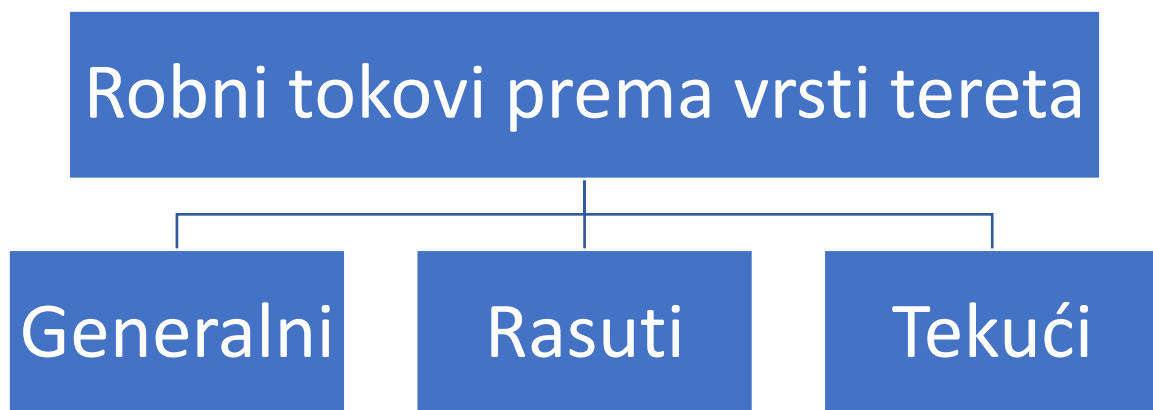 Robni tokovi prema vrsti tereta
Generalni
Rasuti
Tekući